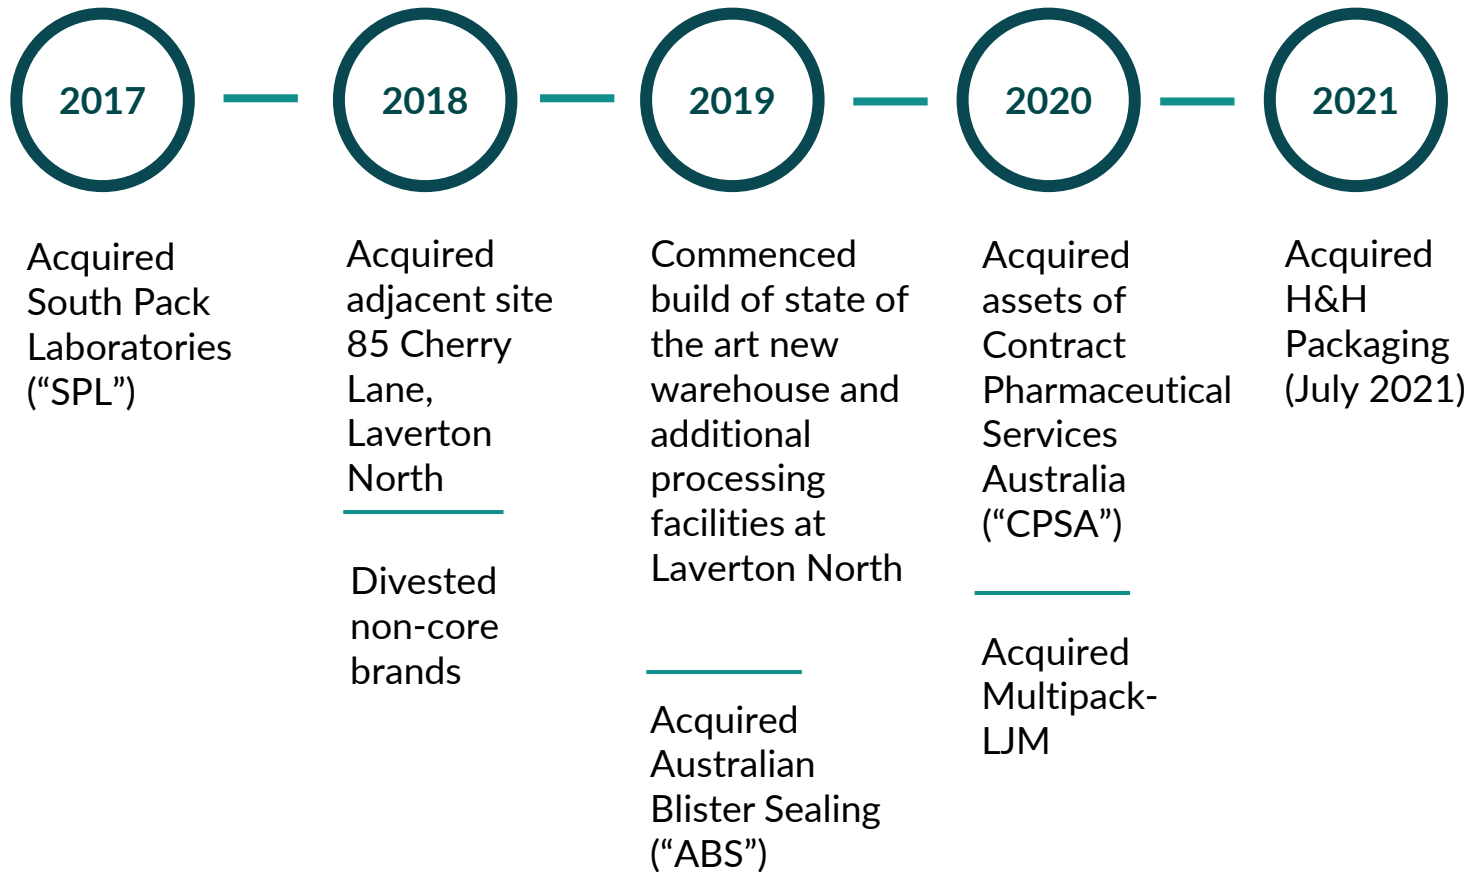 2017
Acquired
South Pack
Laboratories
(“SPL”)
2018
Acquired
adjacent site
85 Cherry
Lane,
Laverton
North
Divested
non-core
brands
2019
Commenced
build of state of
the art new
warehouse and
additional
processing
facilities at
Laverton North
Acquired
Australian
Blister Sealing
(“ABS”)
2020
Acquired
assets of
Contract
Pharmaceutical
Services
Australia
(“CPSA”)
Acquired
Multipack-
LJM
2021
Acquired
H&H
Packaging
(July 2021)